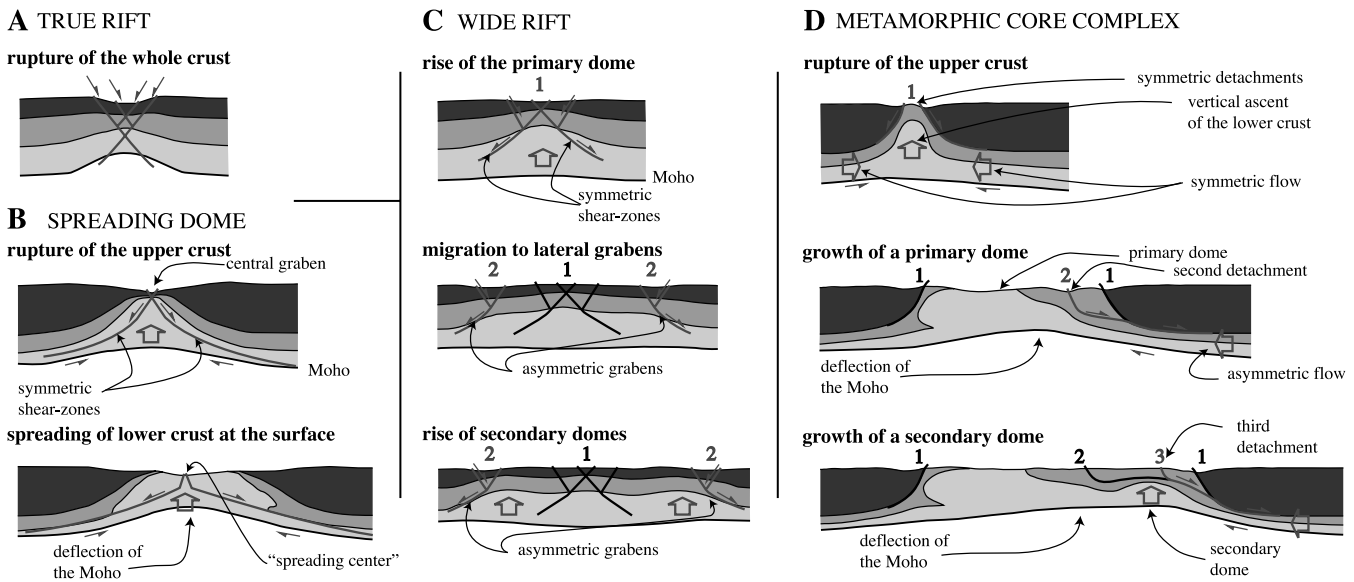 A TRUE RIFT
rupture of the whole crust
B SPREADING DOME
rupture of the upper crust
central graben
Moho
symmetric
shear-zones
spreading of lower crust at the surface
deflection of
the Moho
“spreading center”
C WIDE RIFT
rise of the primary dome
1
Moho
symmetric
shear-zones
migration to lateral grabens
2 1 2
asymmetric grabens
rise of secondary domes
2 1 2
asymmetric grabens
D METAMORPHIC CORE COMPLEX
rupture of the upper crust
1
symmetric detachments
vertical ascent
of the lower crust
symmetric flow
growth of a primary dome
primary dome
second detachment
1 2 1
deflection of
the Moho
asymmetric flow
growth of a secondary dome
third
detachment
1 2 3 1
deflection of
the Moho
secondary
dome